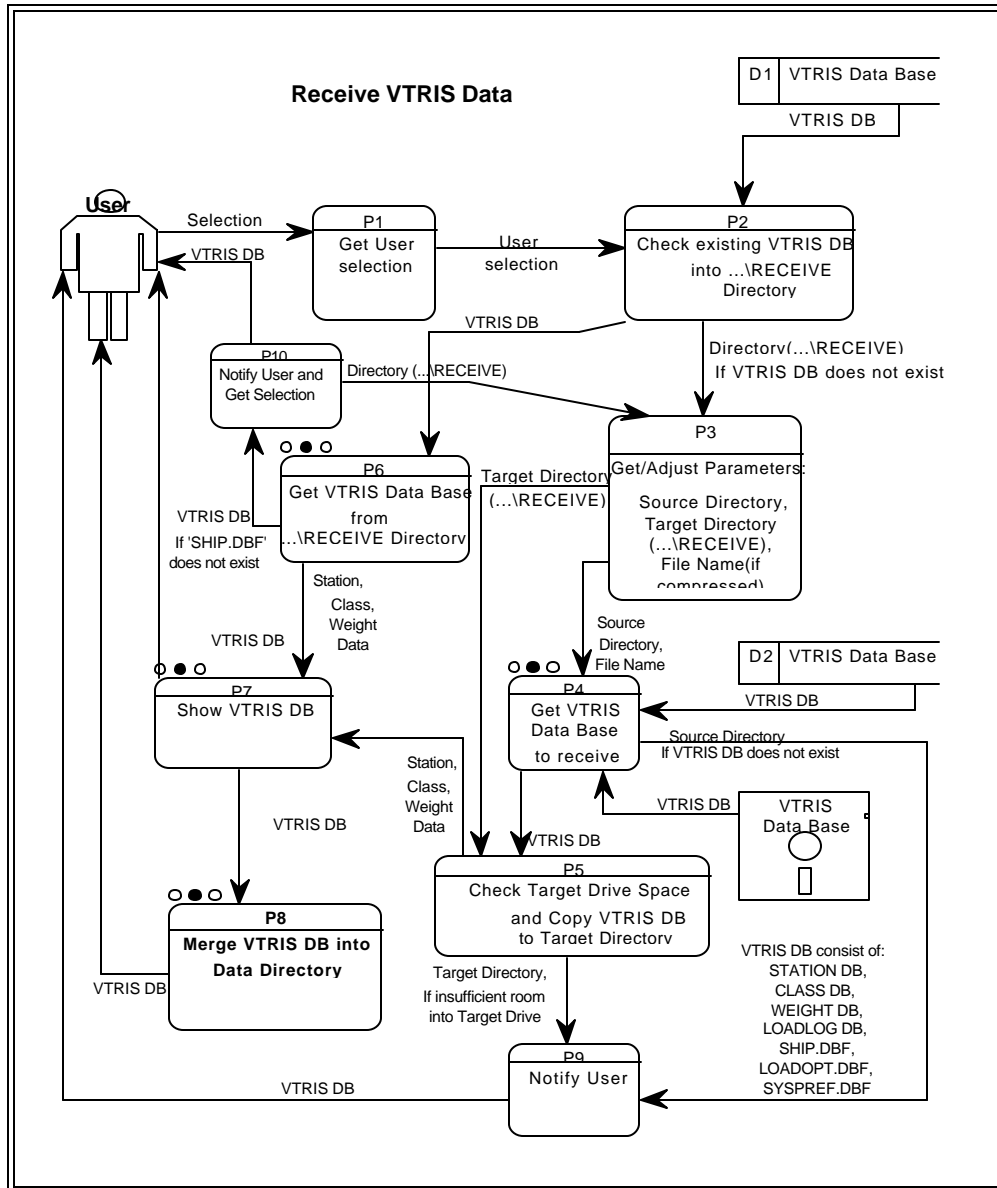 Receive VTRIS Data
D1 VTRIS Data Base
VTRIS DB
User
Selection
VTRIS DB
P1
Get User
selection
User
selection
P2
Check existing VTRIS DB
into ...\RECEIVE
Directory
VTRIS DB
Directory(...\RECEIVE)
If VTRIS DB does not exist
P10
Notify User and
Get Selection
Directory (...\RECEIVE)
P3
Get/Adjust Parameters:
Source Directory,
Target Directory
(...\RECEIVE),
File Name(if
compressed)
P6
Get VTRIS Data Base
from
...\RECEIVE Directory
Target Directory
(...\RECEIVE)
VTRIS DB
If 'SHIP.DBF'
does not exist
Station,
Class,
Weight
Data
VTRIS DB
Source
Directory,
File Name
D2 VTRIS Data Base
VTRIS DB
P7
Show VTRIS DB
P4
Get VTRIS
Data Base
to receive
Source Directory
If VTRIS DB does not exist
Station,
Class,
Weight
Data
VTRIS DB
VTRIS
Data Base
VTRIS DB
VTRIS DB
P5
Check Target Drive Space
and Copy VTRIS DB
to Target Directory
P8
Merge VTRIS DB into
Data Directory
VTRIS DB
Target Directory,
If insufficient room
into Target Drive
VTRIS DB consist of:
STATION DB,
CLASS DB,
WEIGHT DB,
LOADLOG DB,
SHIP.DBF,
LOADOPT.DBF,
SYSPREF.DBF
P9
Notify User
VTRIS DB